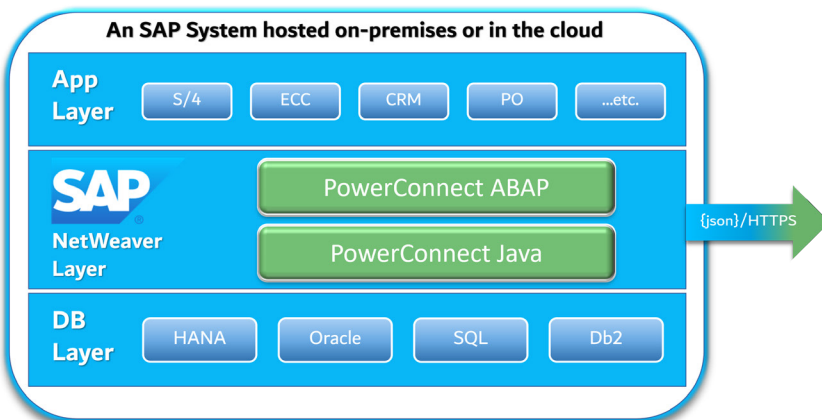 An SAP System hosted on-premises or in the cloud
App
Layer
S/4
ECC
CRM
PO
...etc.
SAP
®
NetWeaver
Layer
PowerConnect ABAP
PowerConnect Java
{json}/HTTPS
DB
Layer
HANA
Oracle
SQL
Db2